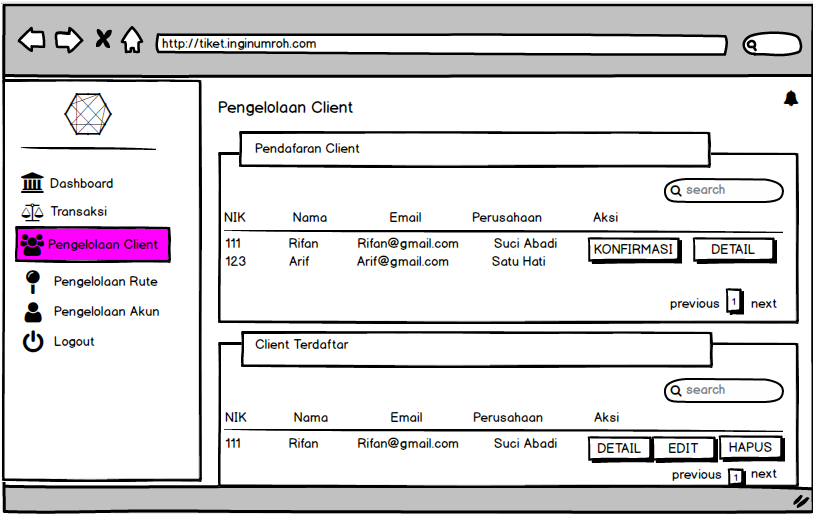 http://tiket.inginumroh.com
Dashboard
Transaksi
Pengelolaan Client
Pengelolaan Rute
Pengelolaan Akun
Logout
Pengelolaan Client
Pendafaran Client
search
NIK Nama Email Perusahaan Aksi
111 Rifan Rifan@gmail.com Suci Abadi KONFIRMASI DETAIL
123 Arif Arif@gmail.com Satu Hati
previous 1 next
Client Terdaftar
search
NIK Nama Email Perusahaan Aksi
111 Rifan Rifan@gmail.com Suci Abadi DETAIL EDIT HAPUS
previous 1 next